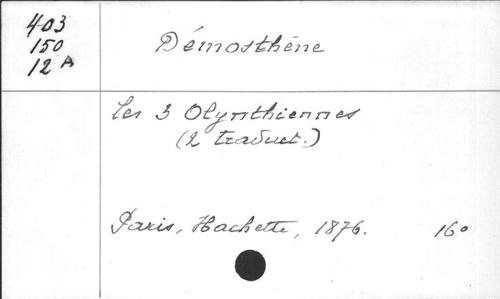 403
150
12 A
Démosthène
Les 3 Olynthiennes
(2 traduct.)
Paris, Hachette, 1876. 16°